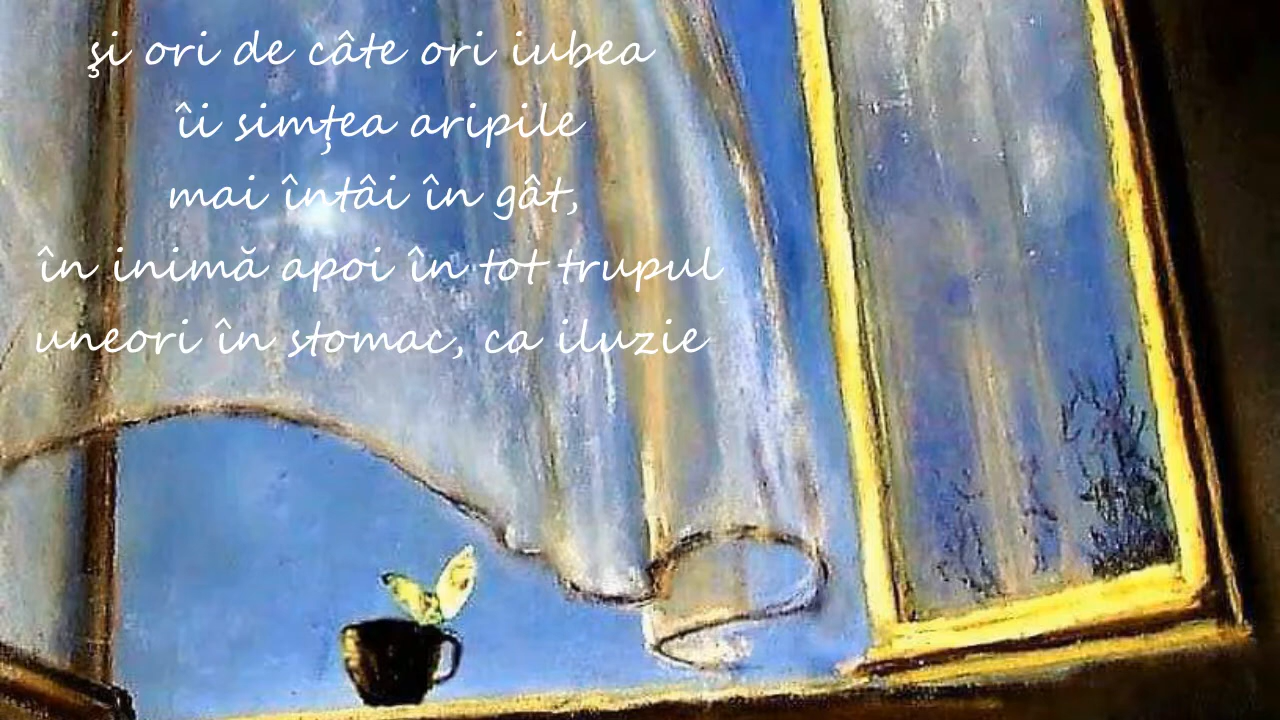 şi ori de câte ori iubea
îi simţea aripile
mai întâi în gât,
în inimă apoi în tot trupul
uneori în stomac, ca iluzie